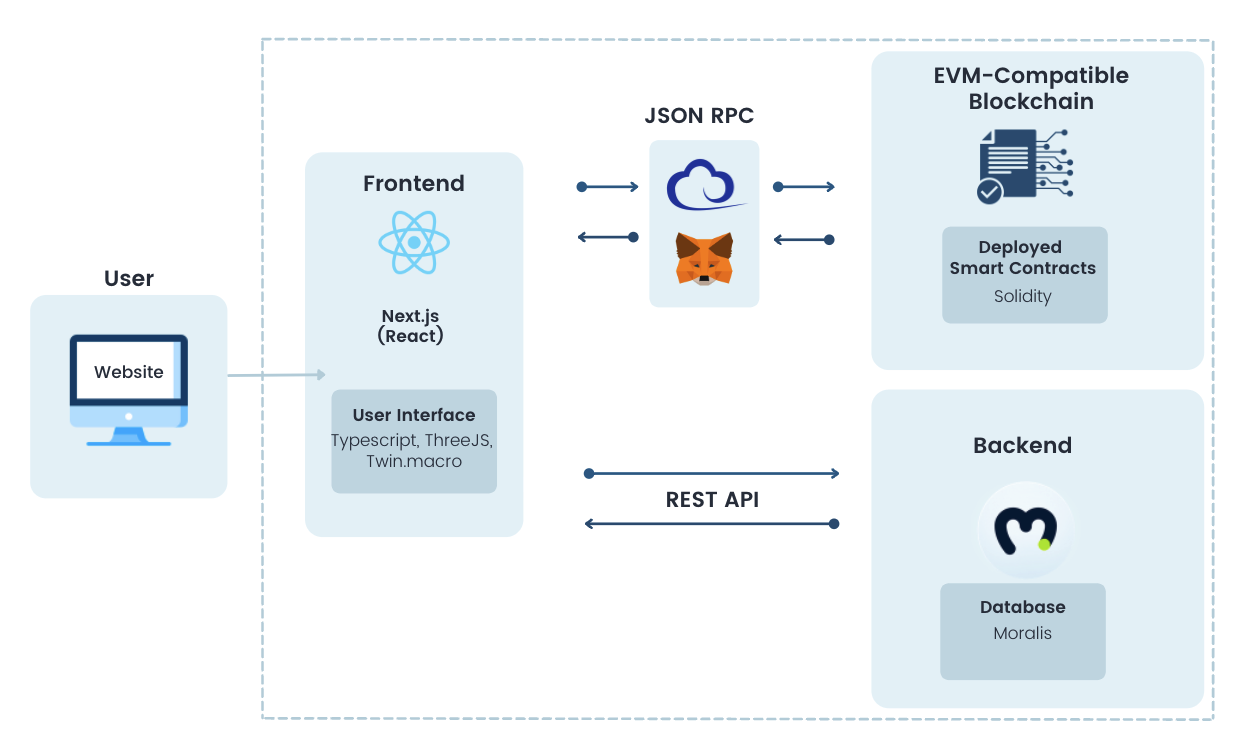 User
Website
Frontend
Next.js
(React)
User Interface
Typescript, ThreeJS,
Twin.macro
JSON RPC
REST API
EVM-Compatible
Blockchain
Deployed
Smart Contracts
Solidity
Backend
Database
Moralis